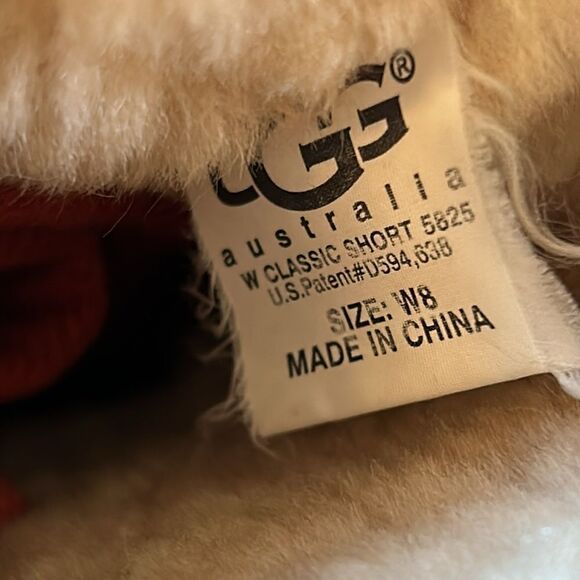 UGG®
australia
W CLASSIC SHORT 5825
U.S.Patent#D594,638
SIZE: W8
MADE IN CHINA